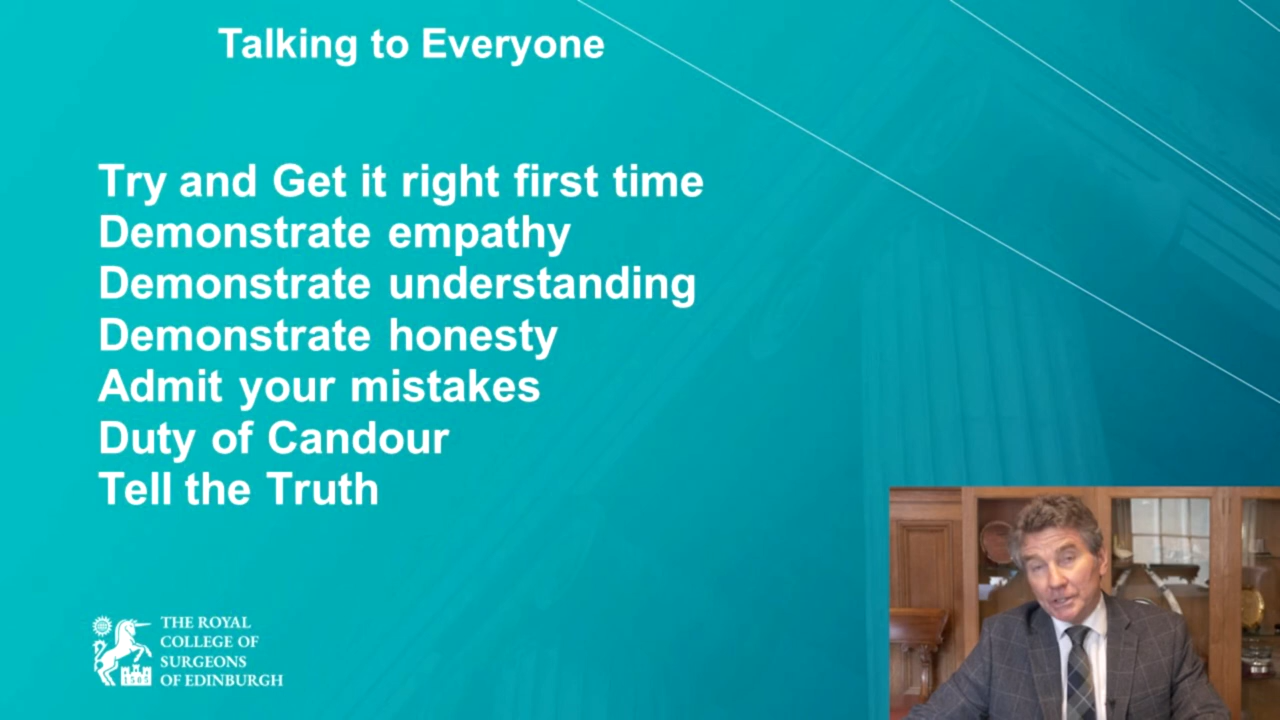 Talking to Everyone
Try and Get it right first time
Demonstrate empathy
Demonstrate understanding
Demonstrate honesty
Admit your mistakes
Duty of Candour
Tell the Truth
THE ROYAL
COLLEGE OF
SURGEONS
OF EDINBURGH